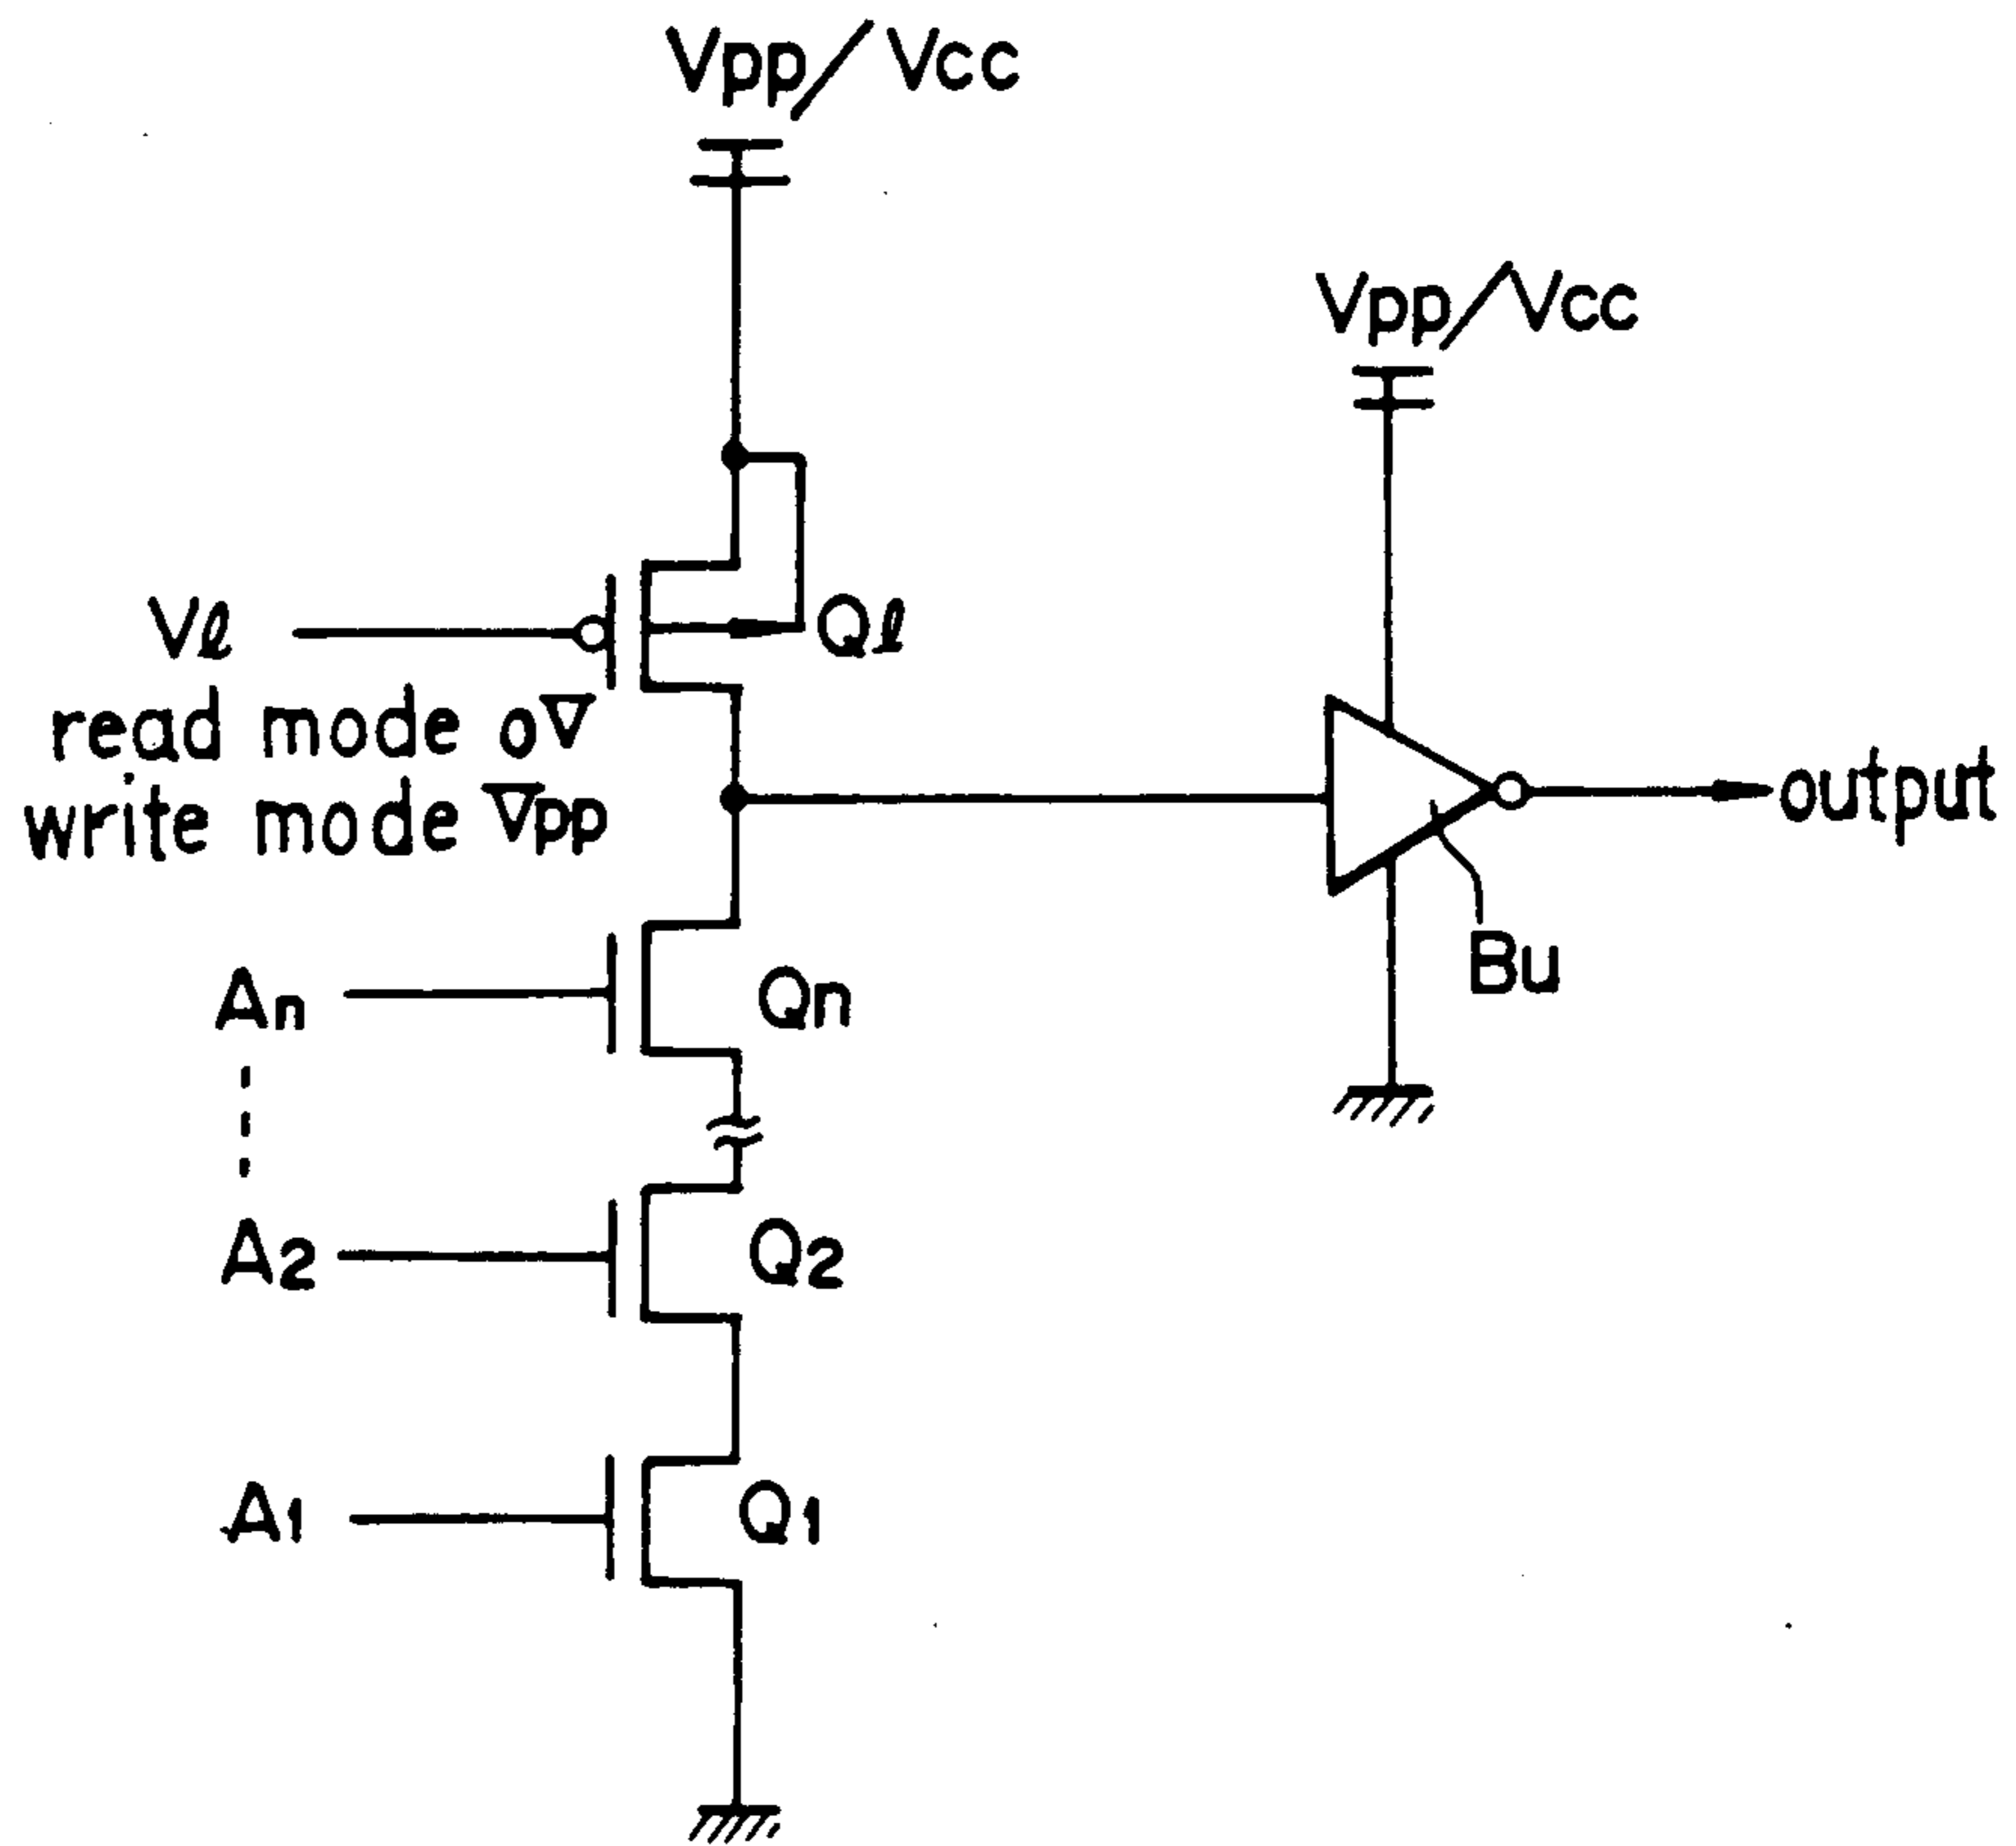 Vpp/Vcc
Vpp/Vcc
Vℓ
Qℓ
read mode 0V
write mode Vpp
output
Bu
An
Qn
A2
Q2
A1
Q1